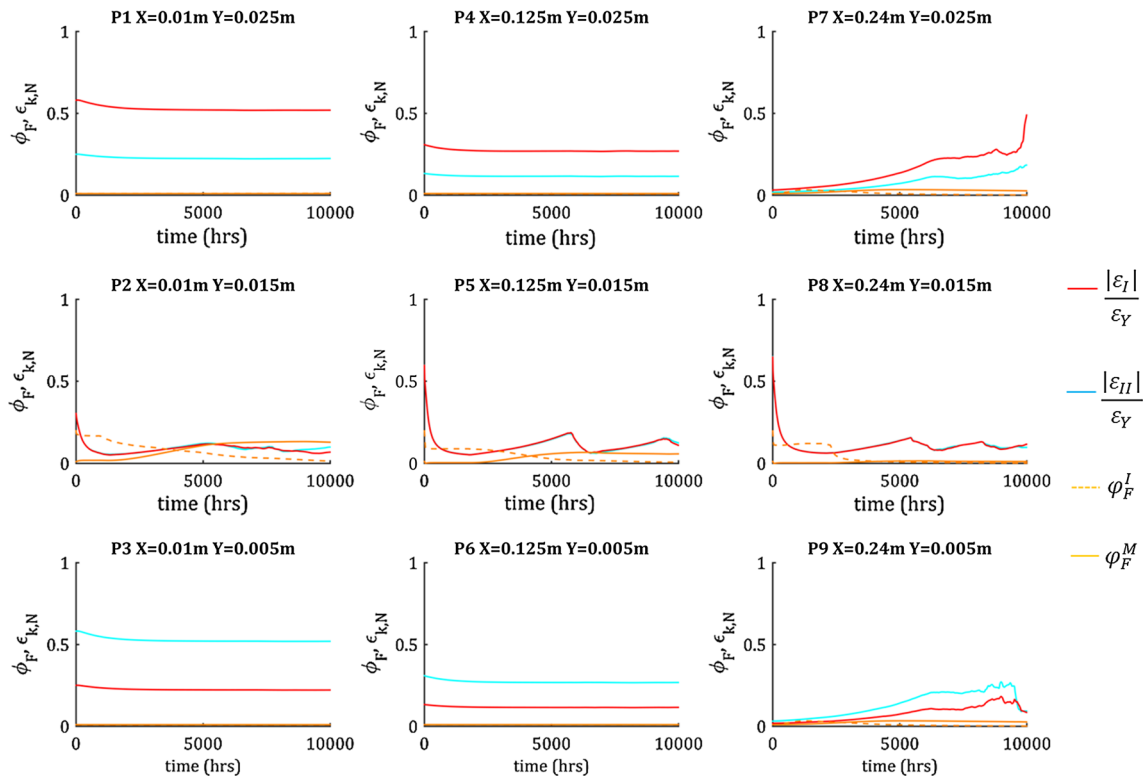 P1 X=0.01m Y=0.025m
1
0.5
0
ϕF, ϵk,N
0 5000 10000
time (hrs)
P4 X=0.125m Y=0.025m
1
0.5
0
ϕF, ϵk,N
0 5000 10000
time (hrs)
P7 X=0.24m Y=0.025m
1
0.5
0
ϕF, ϵk,N
0 5000 10000
time (hrs)
P2 X=0.01m Y=0.015m
1
0.5
0
ϕF, ϵk,N
0 5000 10000
time (hrs)
P5 X=0.125m Y=0.015m
1
0.5
0
ϕF, ϵk,N
0 5000 10000
time (hrs)
P8 X=0.24m Y=0.015m
1
0.5
0
ϕF, ϵk,N
0 5000 10000
time (hrs)
P3 X=0.01m Y=0.005m
1
0.5
0
ϕF, ϵk,N
0 5000 10000
time (hrs)
P6 X=0.125m Y=0.005m
1
0.5
0
ϕF, ϵk,N
0 5000 10000
time (hrs)
P9 X=0.24m Y=0.005m
1
0.5
0
ϕF, ϵk,N
0 5000 10000
time (hrs)
|εI|
εY
|εII|
εY
φF^I
φF^M